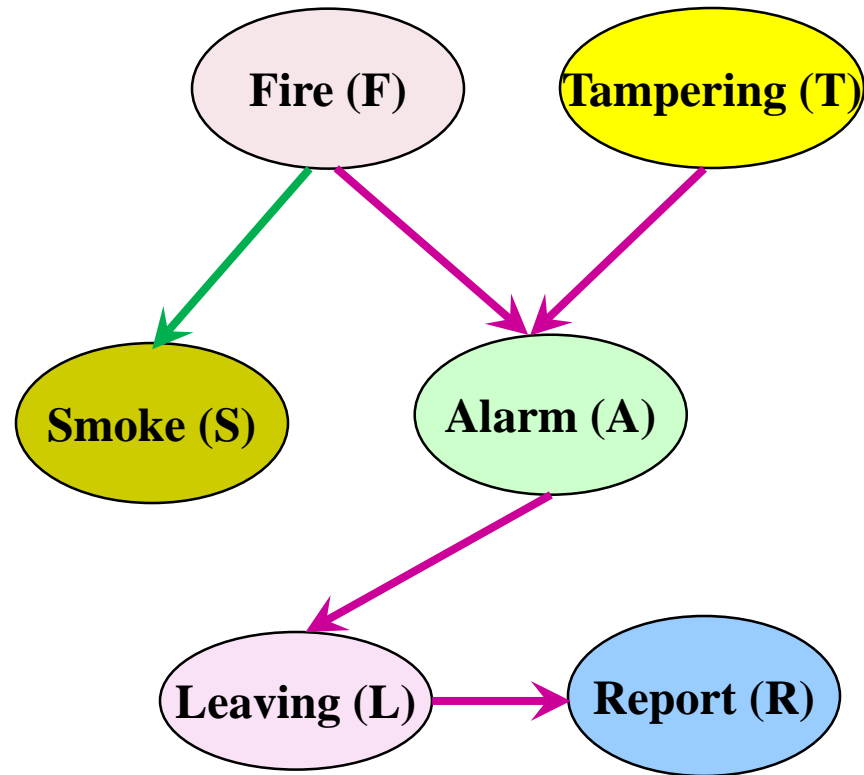 Fire (F)
Tampering (T)
Smoke (S)
Alarm (A)
Leaving (L)
Report (R)